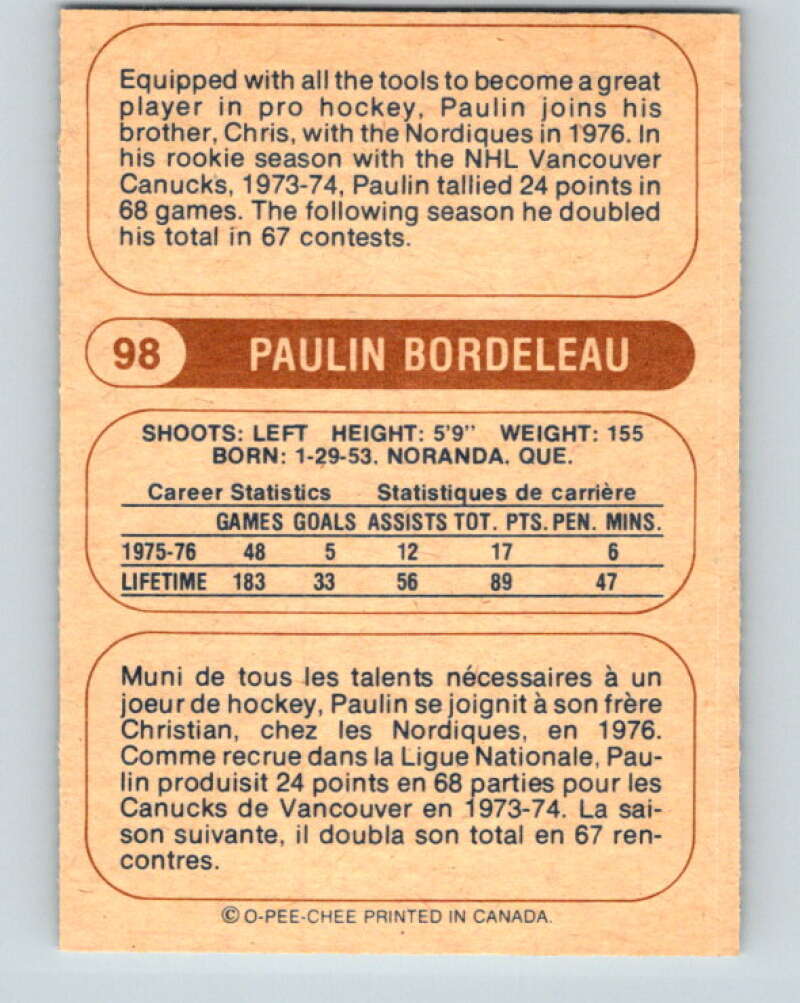 Equipped with all the tools to become a great
player in pro hockey, Paulin joins his
brother, Chris, with the Nordiques in 1976. In
his rookie season with the NHL Vancouver
Canucks, 1973-74, Paulin tallied 24 points in
68 games. The following season he doubled
his total in 67 contests.
98 PAULIN BORDELEAU
SHOOTS: LEFT HEIGHT: 5'9" WEIGHT: 155
BORN: 1-29-53, NORANDA, QUE.
Career Statistics Statistiques de carrière
GAMES GOALS ASSISTS TOT. PTS. PEN. MINS.
1975-76 48 5 12 17 6
LIFETIME 183 33 56 89 47
Muni de tous les talents nécessaires à un
joeur de hockey, Paulin se joignit à son frère
Christian, chez les Nordiques, en 1976.
Comme recrue dans la Ligue Nationale, Pau-
lin produisit 24 points en 68 parties pour les
Canucks de Vancouver en 1973-74. La sai-
son suivante, il doubla son total en 67 ren-
contres.
© O-PEE-CHEE PRINTED IN CANADA.